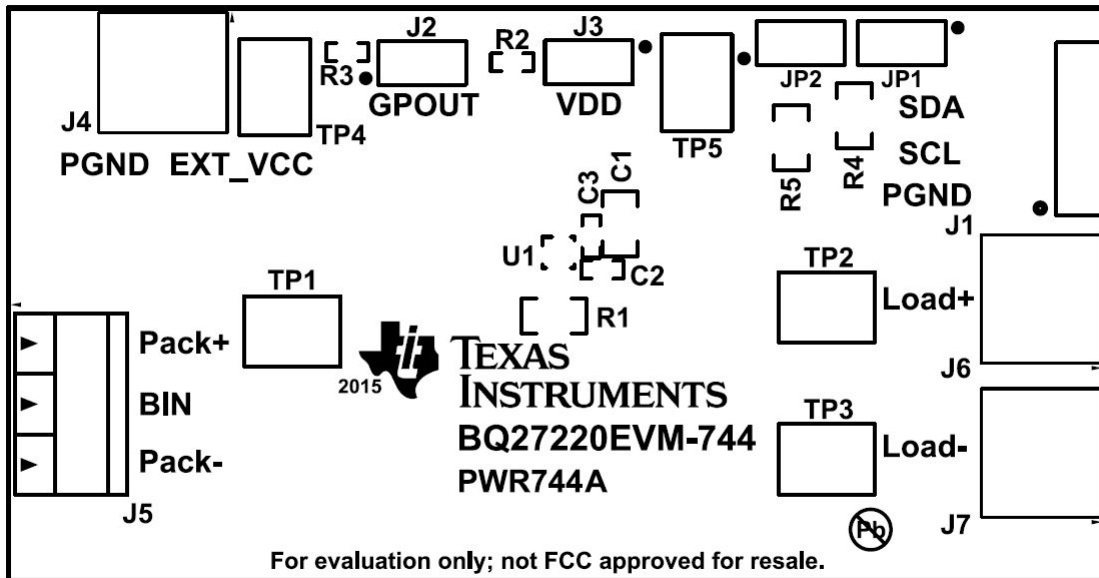 J2
R2
J3
R3
JP2
JP1
J4
GPOUT
VDD
SDA
TP4
TP5
PGND
EXT_VCC
SCL
R5
R4
PGND
C3
C1
J1
U1
C2
TP1
TP2
Load+
R1
Pack+
J6
2015
TEXAS
INSTRUMENTS
BIN
TP3
BQ27220EVM-744
Load-
Pack-
PWR744A
J5
J7
Pb
For evaluation only; not FCC approved for resale.